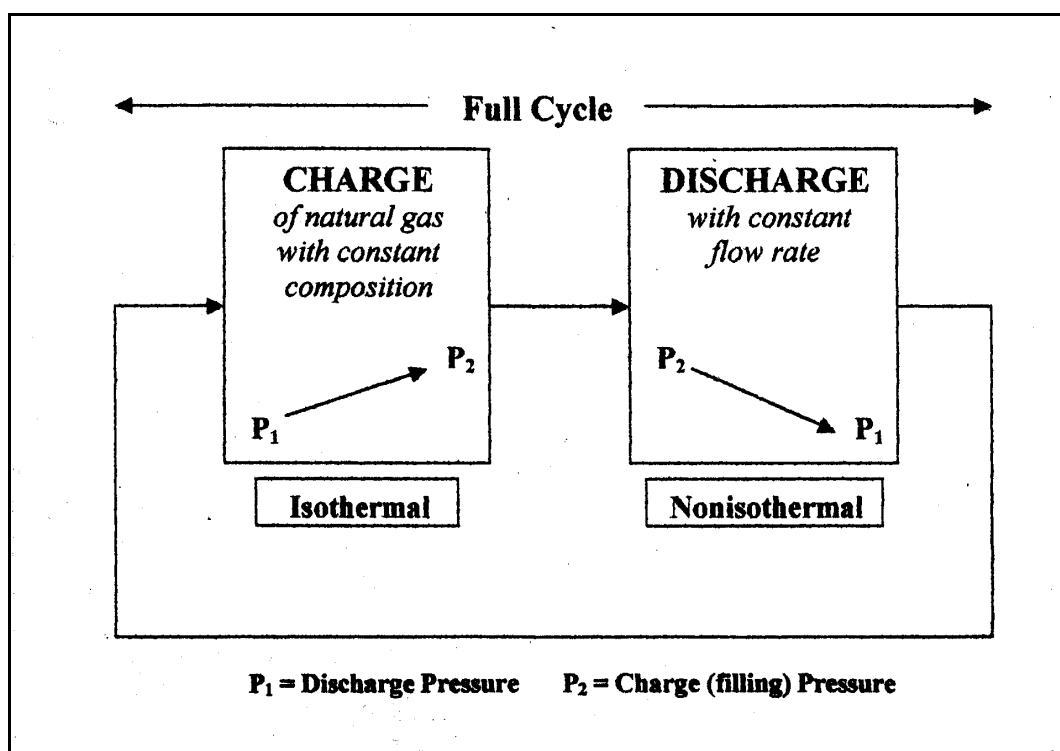 Full Cycle
CHARGE
of natural gas
with constant
composition
P₂
P₁
Isothermal
DISCHARGE
with constant
flow rate
P₂
P₁
Nonisothermal
P₁ = Discharge Pressure P₂ = Charge (filling) Pressure